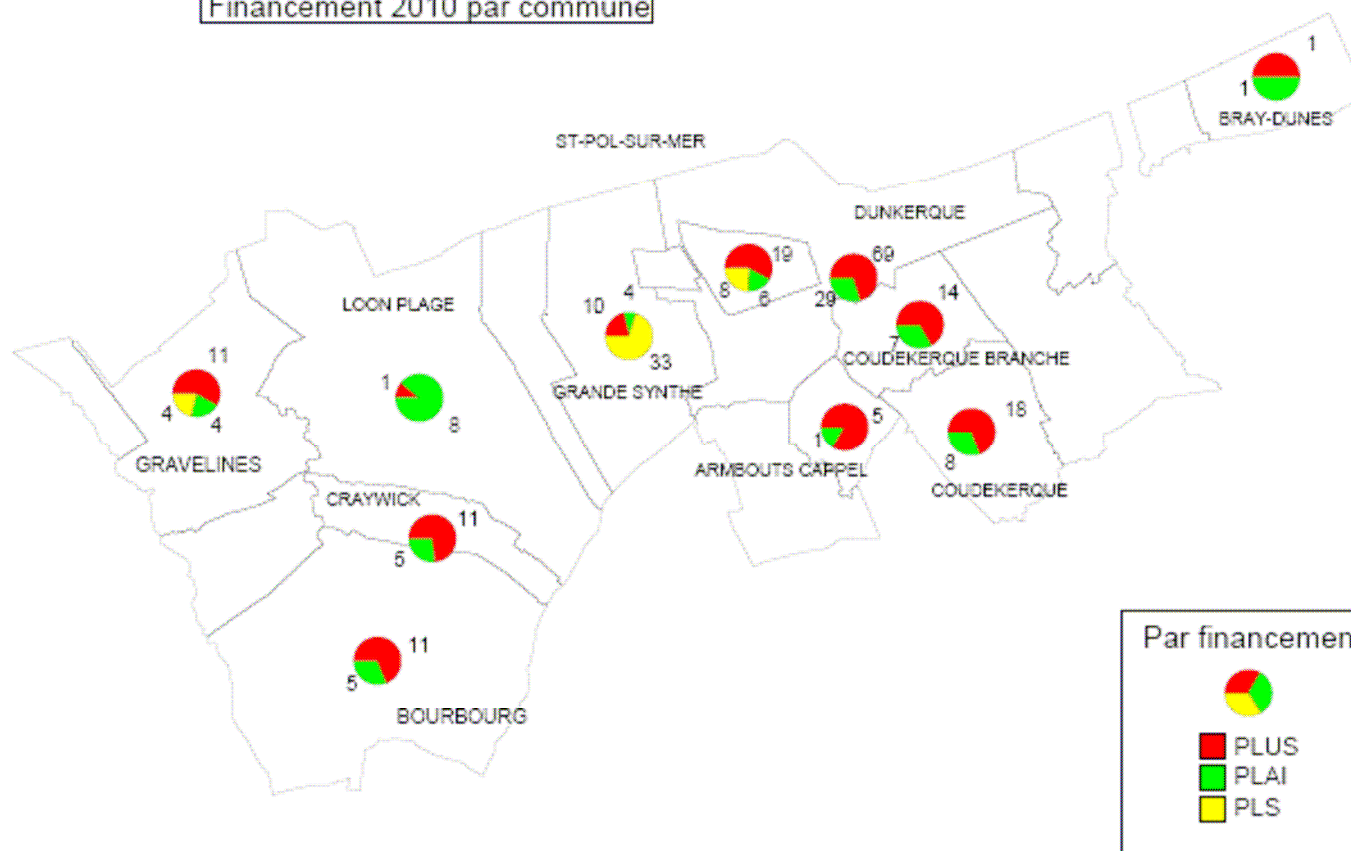 Financement 2010 par commune
1
1
BRAY-DUNES
ST-POL-SUR-MER
DUNKERQUE
19
8
6
69
29
14
7
COUDEKERQUE BRANCHE
LOON PLAGE
10
4
33
GRANDE SYNTHE
11
4
4
GRAVELINES
1
8
5
1
ARMBOUTS CAPPEL
18
8
COUDEKERQUE
CRAYWICK
11
5
11
5
BOURBOURG
Par financemen
PLUS
PLAI
PLS